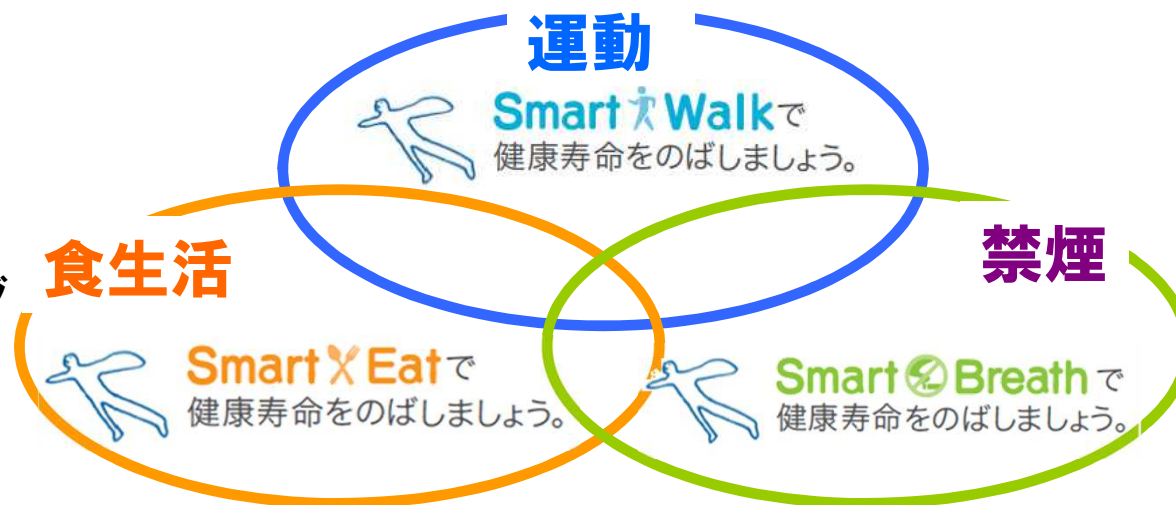 運動
Smart Walkで
健康寿命をのばしましょう。
食生活
Smart Eatで
健康寿命をのばしましょう。
禁煙
Smart Breathで
健康寿命をのばしましょう。